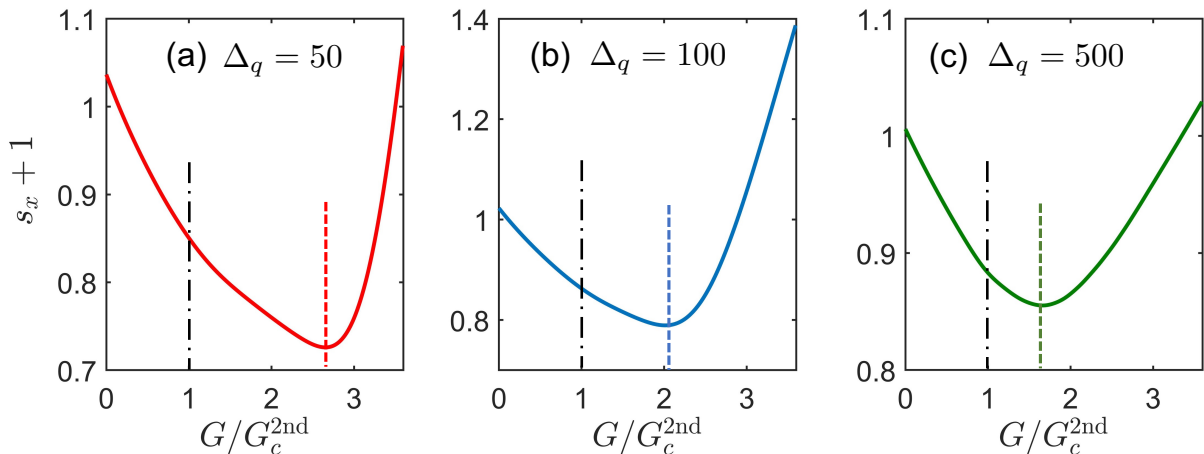 (a) Δ_q = 50
(b) Δ_q = 100
(c) Δ_q = 500
s_x + 1
1.1
1
0.9
0.8
0.7
0 1 2 3
G/G_c^{2nd}
1.4
1.2
1
0.8
0 1 2 3
G/G_c^{2nd}
1.1
1
0.9
0.8
0 1 2 3
G/G_c^{2nd}